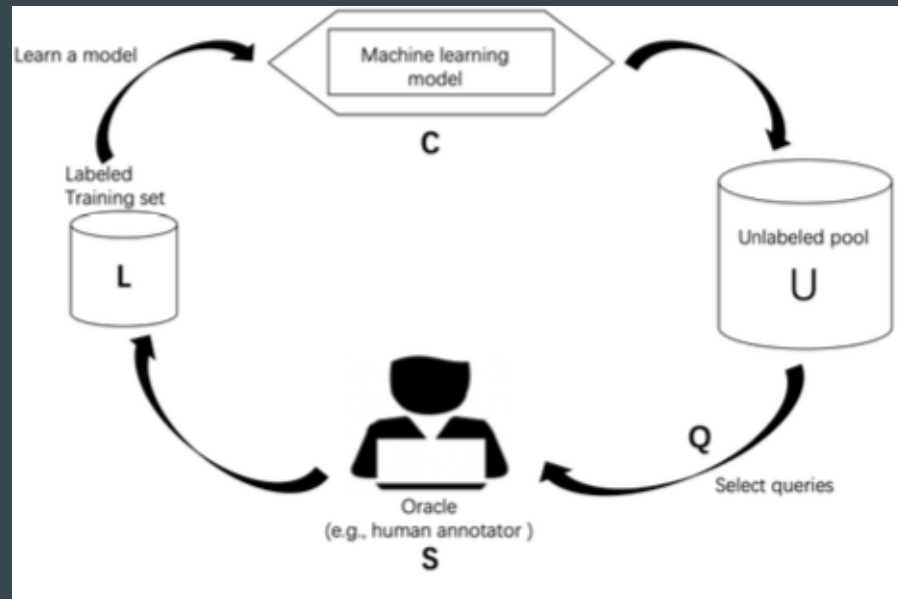 Learn a model
Machine learning
model
C
Labeled
Training set
L
Unlabeled pool
U
Q
Select queries
Oracle
(e.g., human annotator )
S